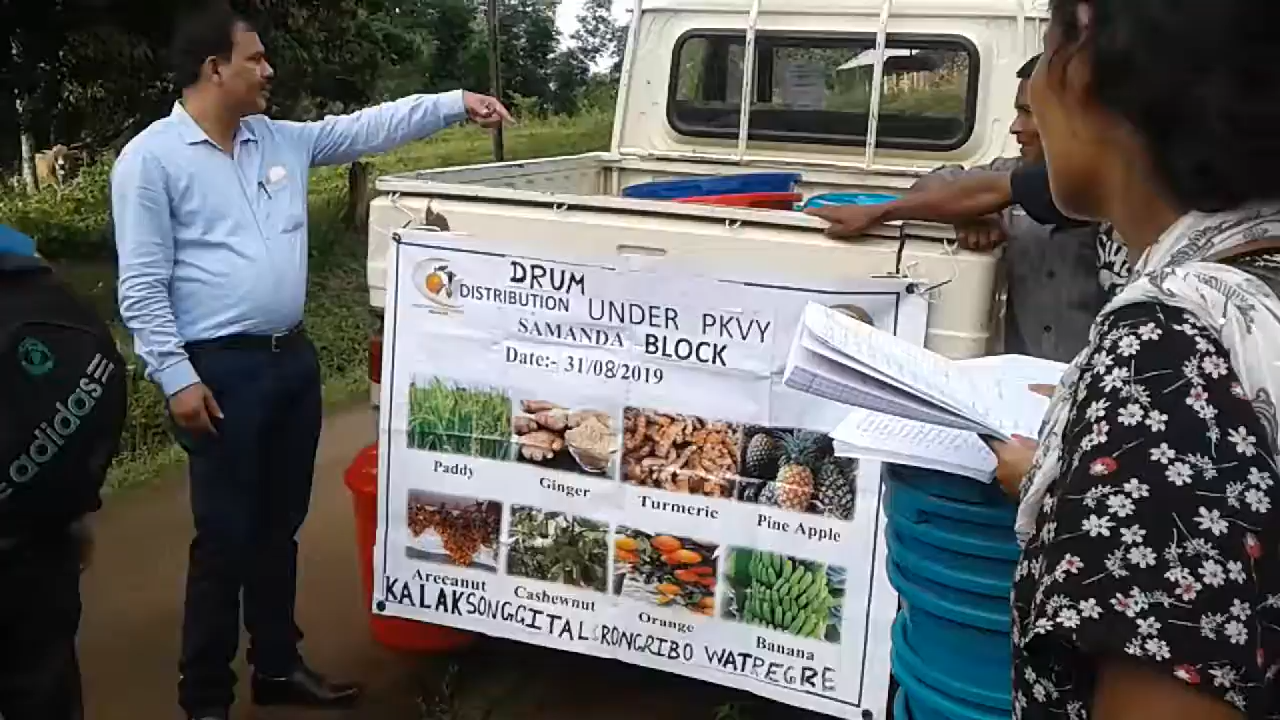 DRUM
DISTRIBUTION UNDER PKVY
SAMANDA BLOCK
Date:- 31/08/2019
Paddy Ginger Turmeric Pine Apple
Arecanut Cashewnut Orange Banana
KALAKSONGGITAL & RONGRIBO WATREGRE
adidas